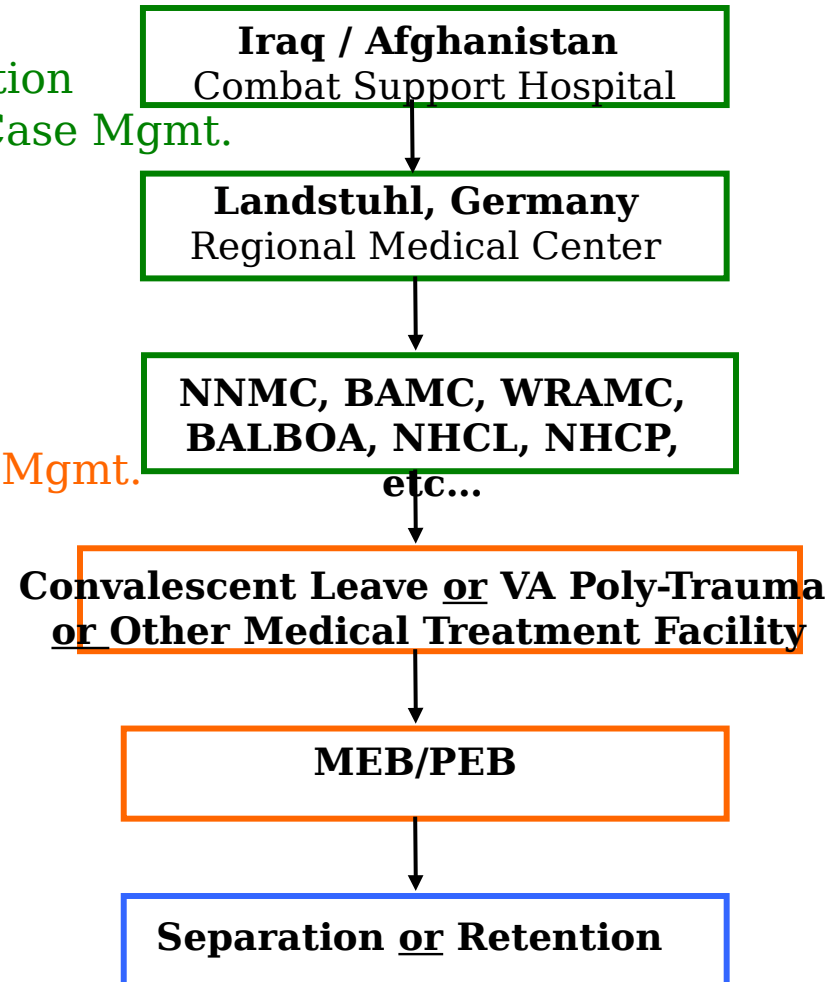 Iraq / Afghanistan
Combat Support Hospital
tion
Case Mgmt.
Landstuhl, Germany
Regional Medical Center
NNMC, BAMC, WRAMC,
BALBOA, NHCL, NHCP,
etc…
Mgmt.
Convalescent Leave or VA Poly-Trauma
or Other Medical Treatment Facility
MEB/PEB
Separation or Retention